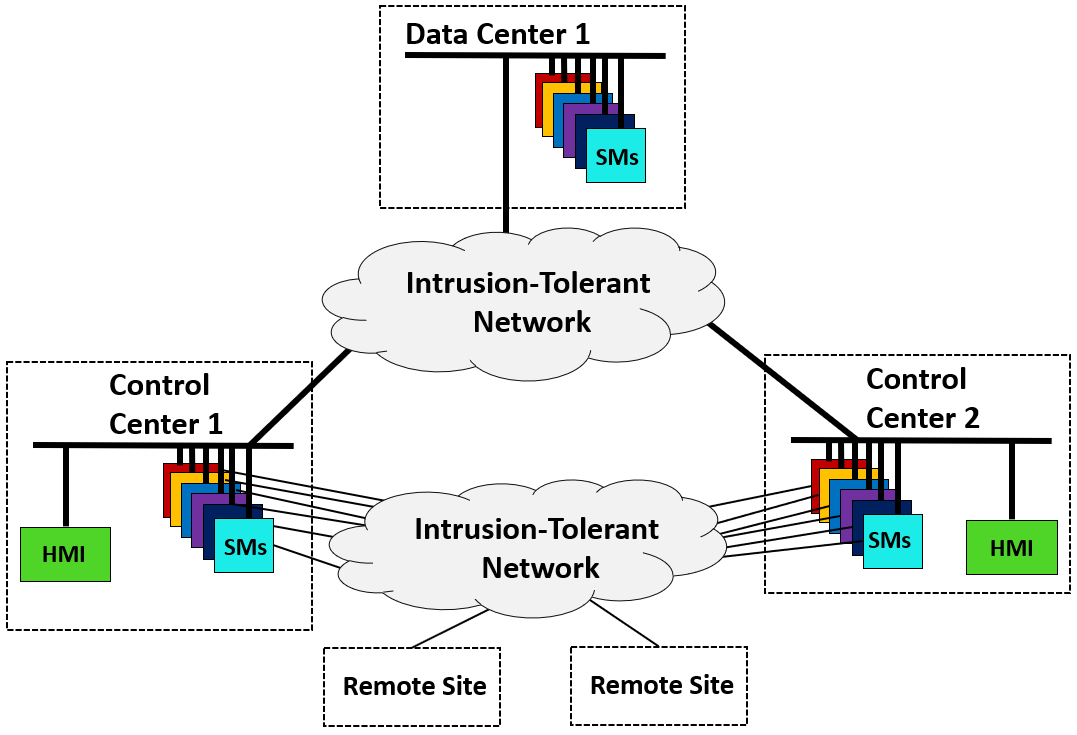 Data Center 1
SMs
Intrusion-Tolerant
Network
Control
Center 1
HMI
SMs
Control
Center 2
SMs
HMI
Intrusion-Tolerant
Network
Remote Site
Remote Site